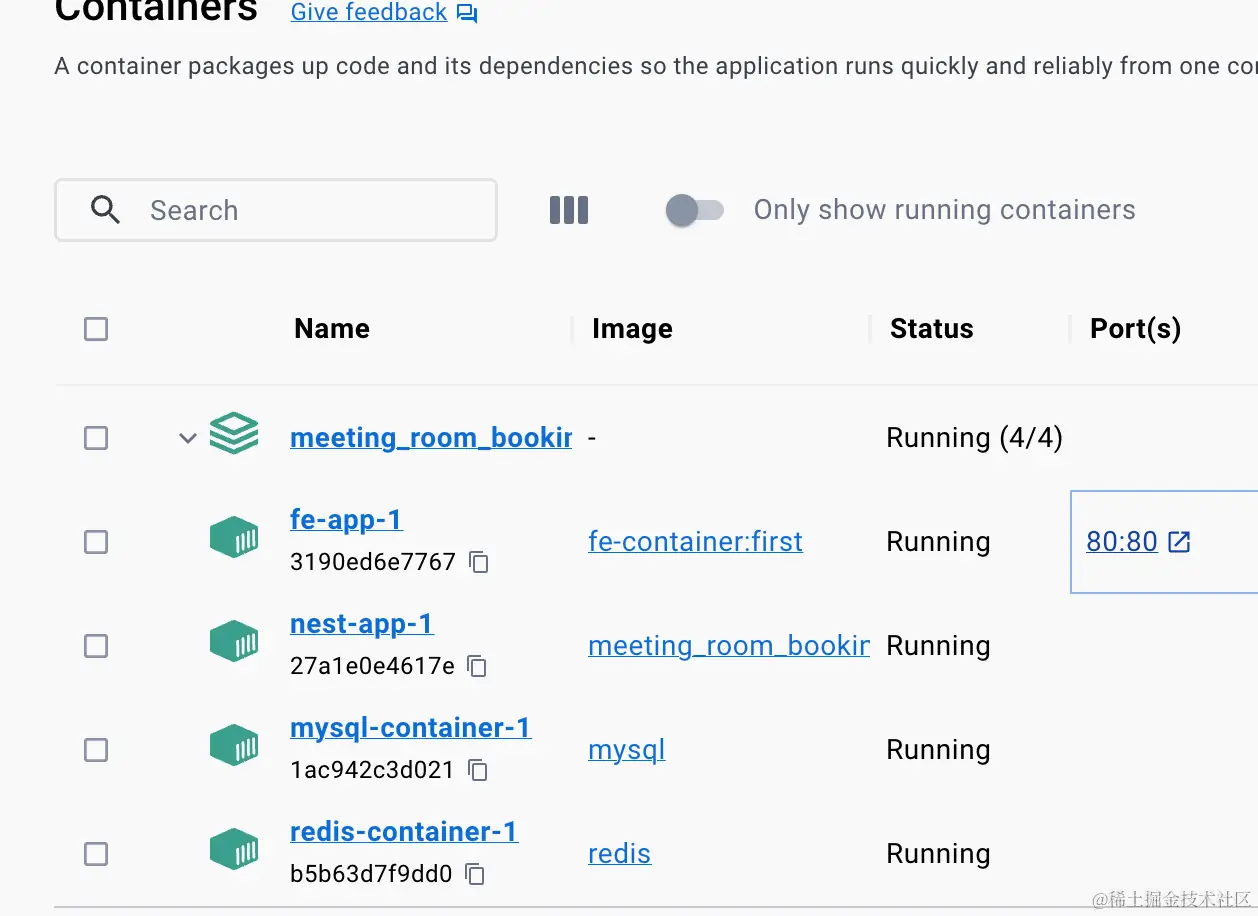 Containers Give feedback
A container packages up code and its dependencies so the application runs quickly and reliably from one
Search Only show running containers
Name Image Status Port(s)
meeting_room_bookin - Running (4/4)
fe-app-1
3190ed6e7767 fe-container:first Running 80:80
nest-app-1
27a1e0e4617e meeting_room_bookin Running
mysql-container-1
1ac942c3d021 mysql Running
redis-container-1
b5b63d7f9dd0 redis Running
@稀土掘金技术社区